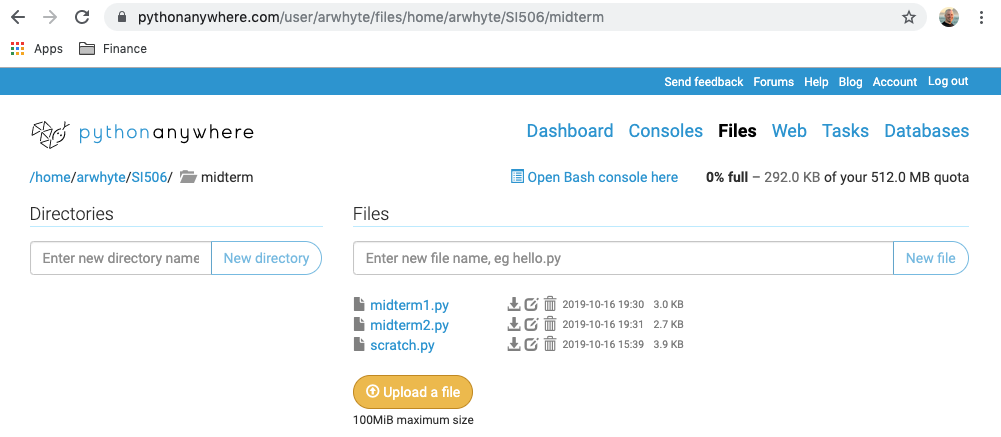 pythonanywhere.com/user/arwhyte/files/home/arwhyte/SI506/midterm
Apps Finance
Send feedback Forums Help Blog Account Log out
pythonanywhere
Dashboard Consoles Files Web Tasks Databases
/home/arwhyte/SI506/ midterm
Open Bash console here 0% full – 292.0 KB of your 512.0 MB quota
Directories
Files
Enter new directory name New directory
Enter new file name, eg hello.py New file
midterm1.py 2019-10-16 19:30 3.0 KB
midterm2.py 2019-10-16 19:31 2.7 KB
scratch.py 2019-10-16 15:39 3.9 KB
Upload a file
100MiB maximum size